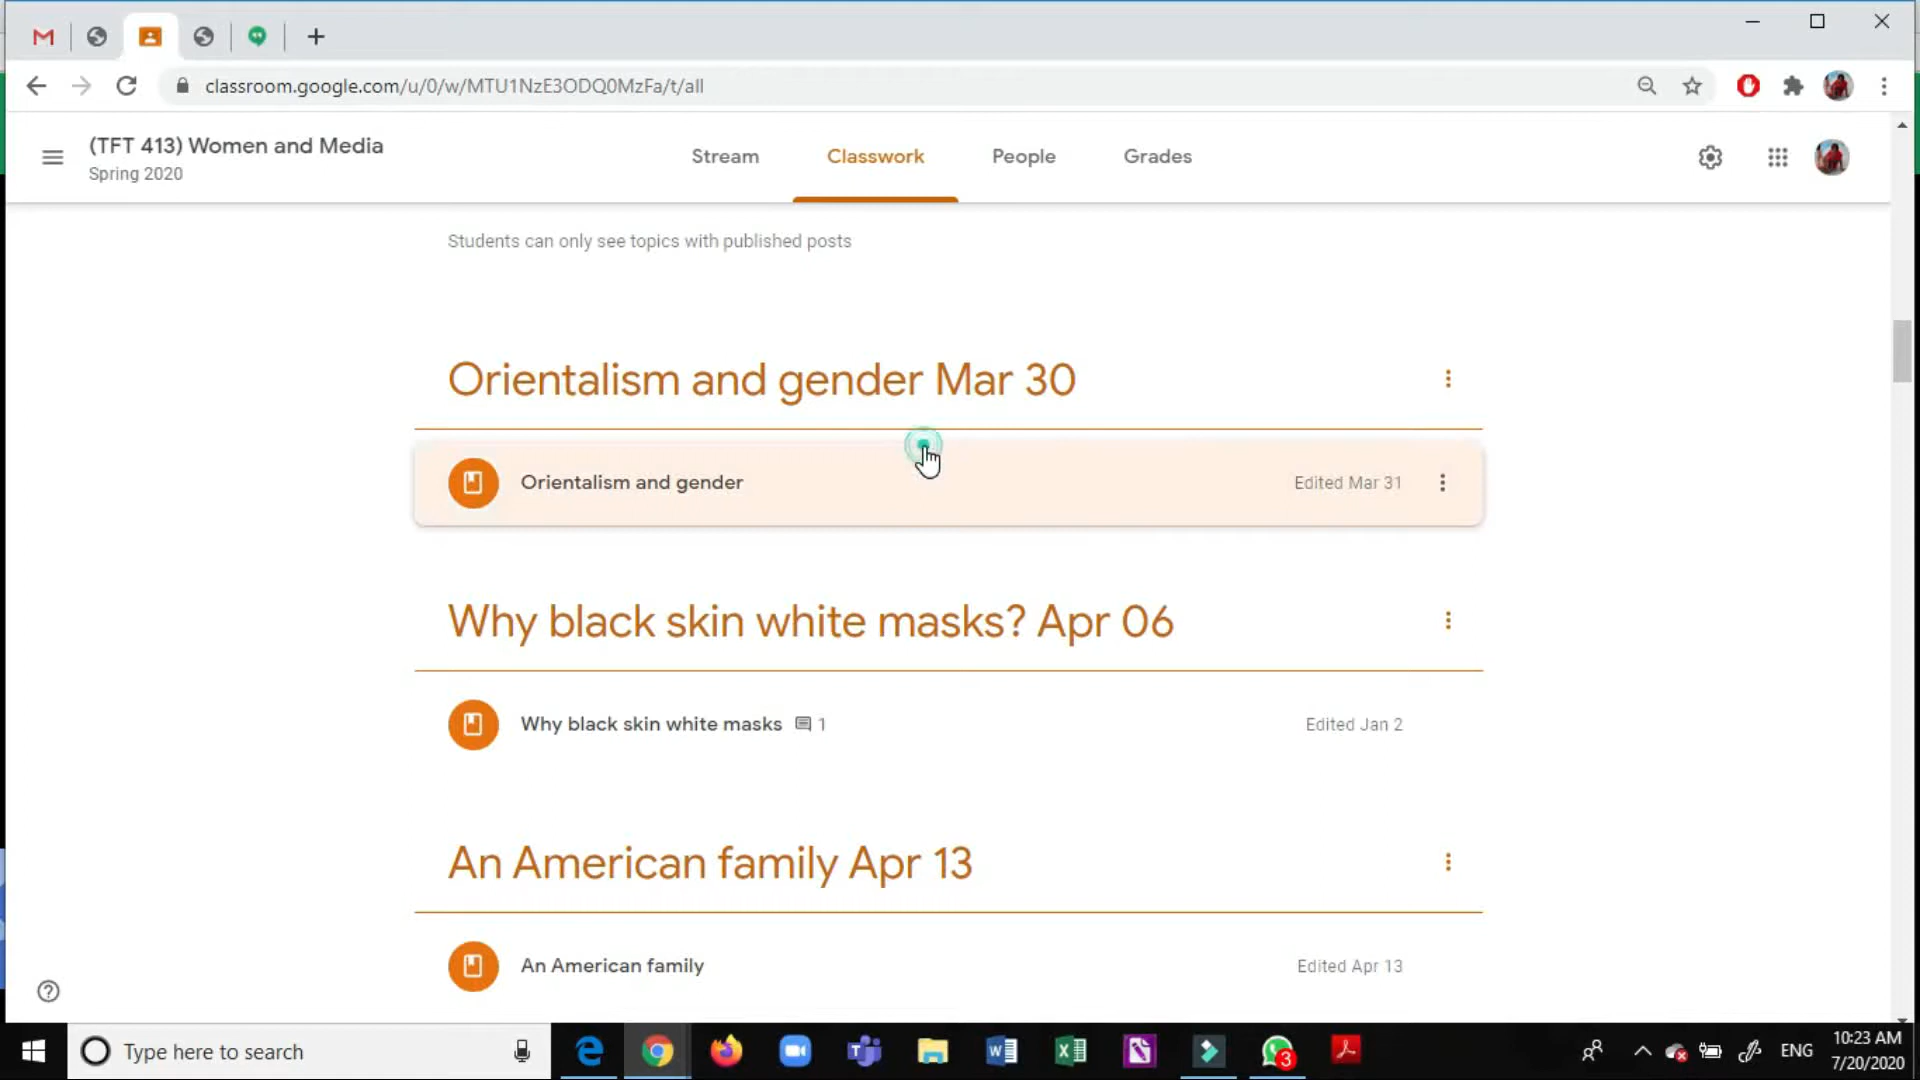 classroom.google.com/u/0/w/MTU1NzE3ODQ0MzFa/t/all
(TFT 413) Women and Media
Spring 2020
Stream
Classwork
People
Grades
Students can only see topics with published posts
Orientalism and gender Mar 30
Orientalism and gender
Edited Mar 31
Why black skin white masks? Apr 06
Why black skin white masks 1
Edited Jan 2
An American family Apr 13
An American family
Edited Apr 13
Type here to search
3
ENG
10:23 AM
7/20/2020